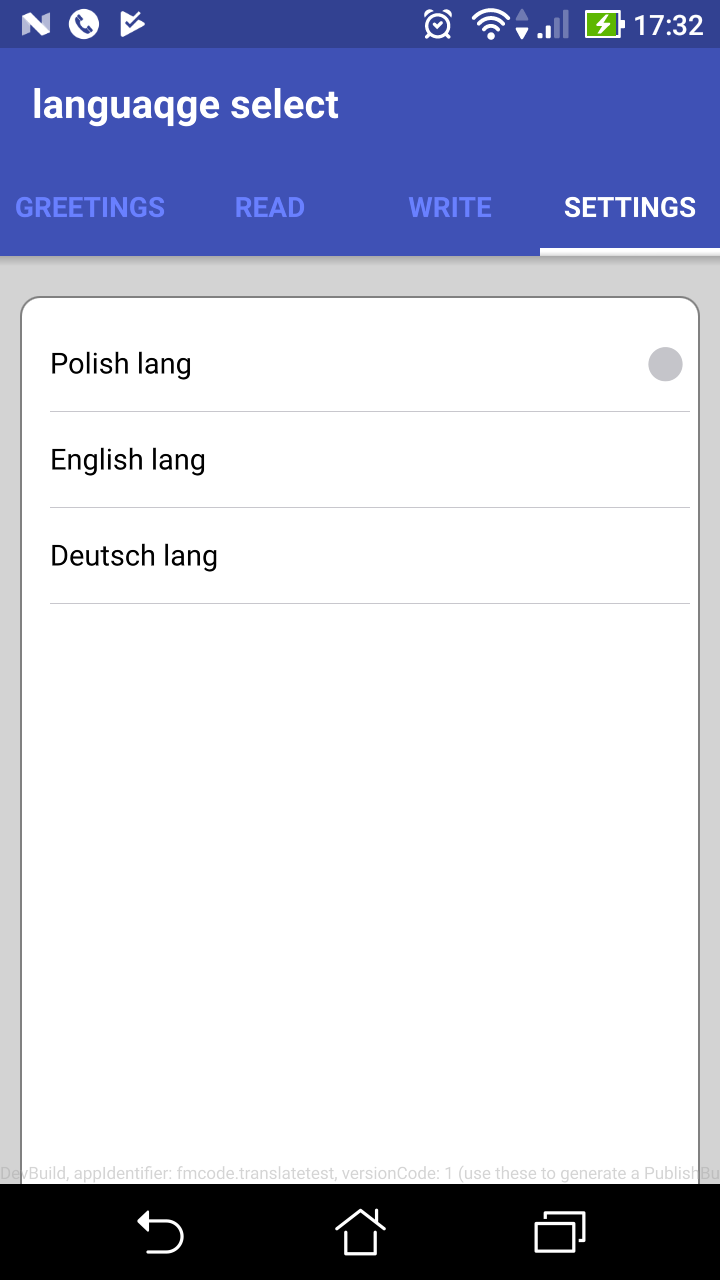 17:32
languaqge select
GREETINGS READ WRITE SETTINGS
Polish lang
English lang
Deutsch lang
DevBuild, appIdentifier: fmcode.translatetest, versionCode: 1 (use these to generate a PublishBu